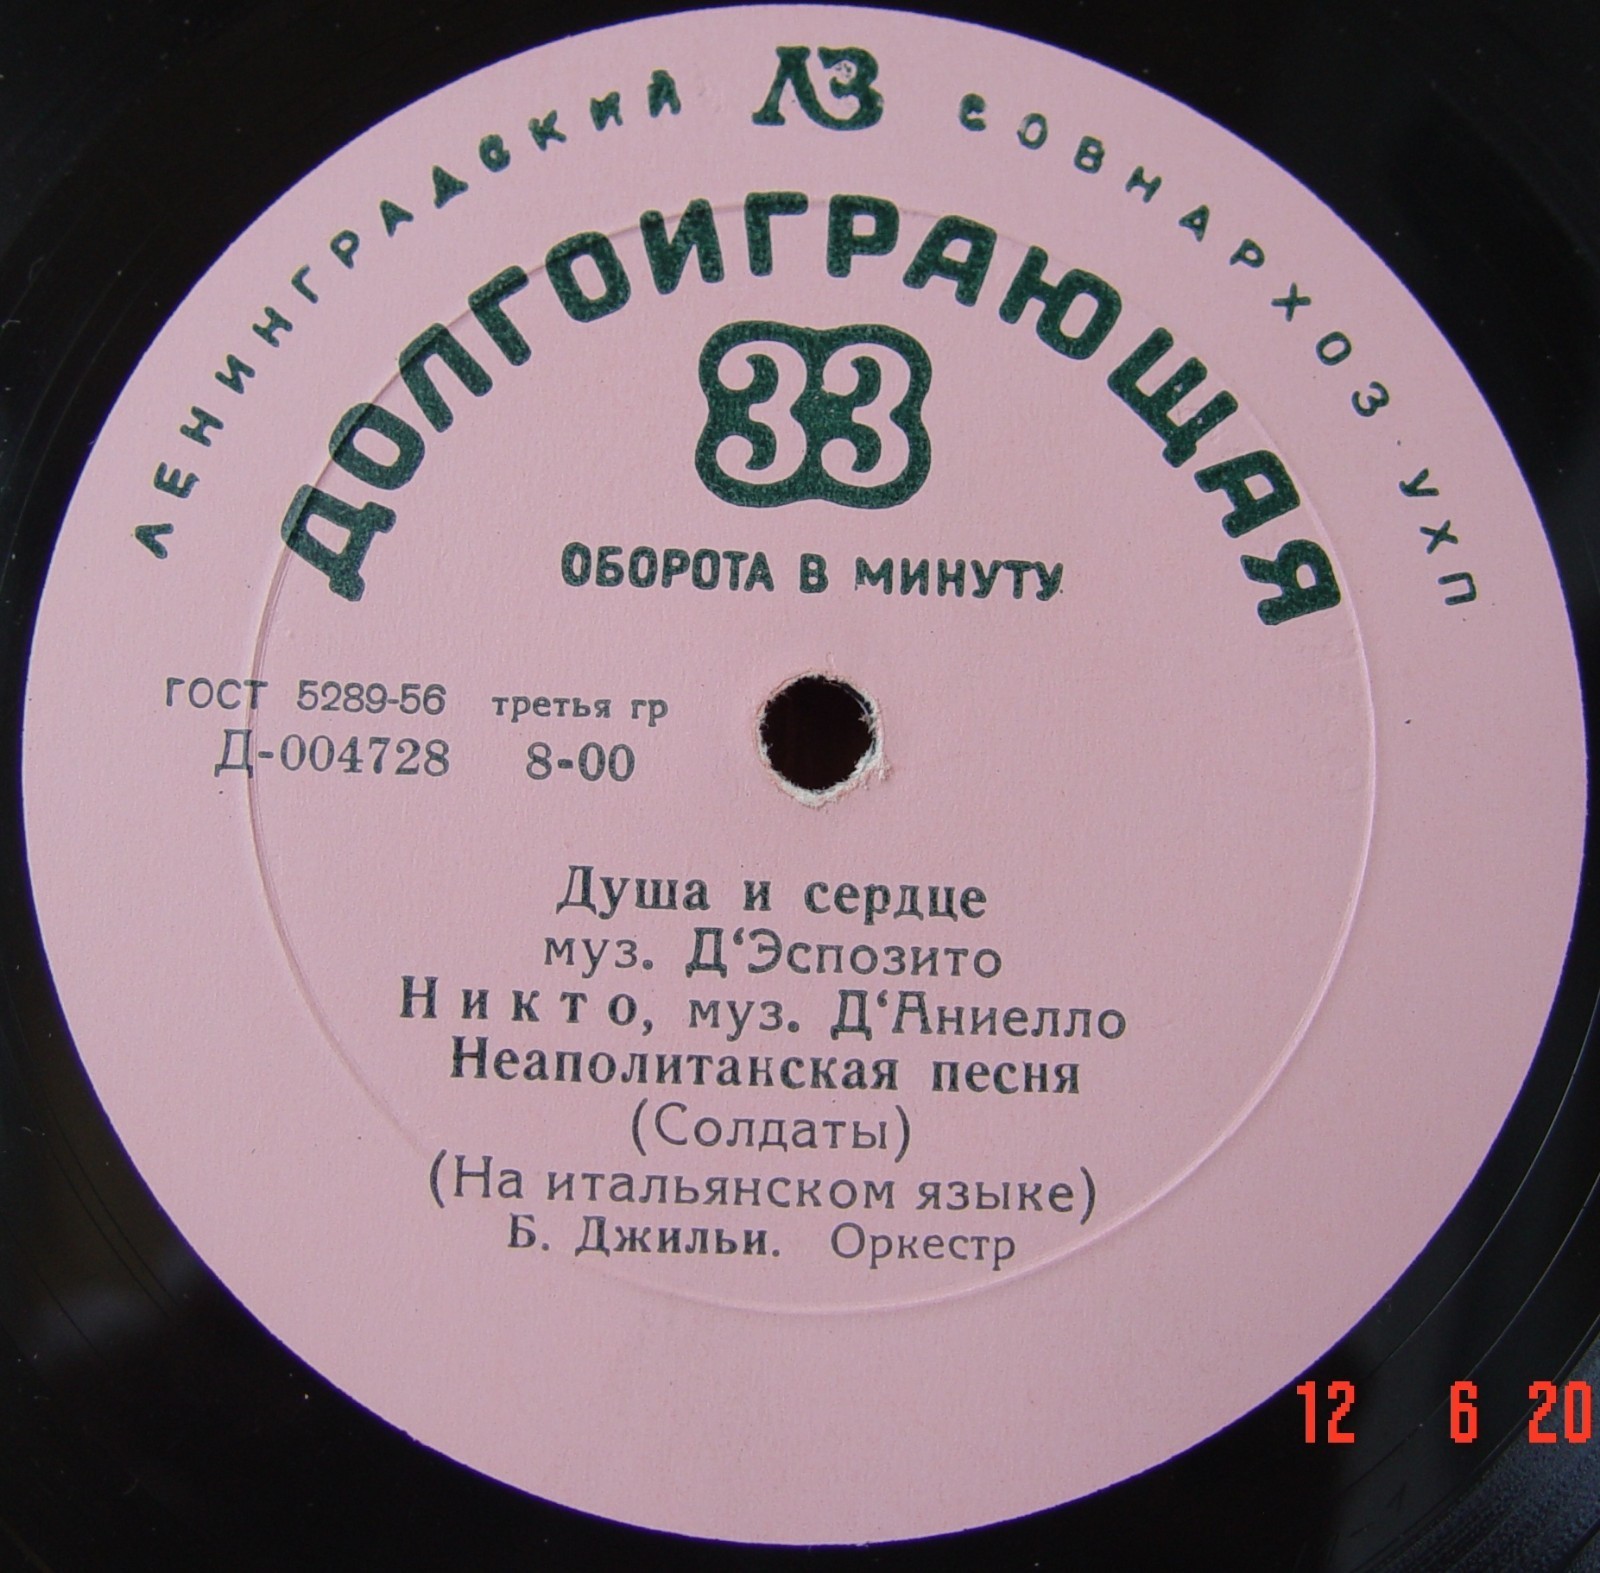 ЛЕНИНГРАДСКИЙ ЛЗ СОВНАРХОЗ. УХП
ДОЛГОИГРАЮЩАЯ
33
ОБОРОТА В МИНУТУ
ГОСТ 5289-56 третья гр
Д-004728 8-00
Душа и сердце
муз. Д‘Эспозито
Никто, муз. Д‘Аниелло
Неаполитанская песня
(Солдаты)
(На итальянском языке)
Б. Джильи. Оркестр
12 6 20